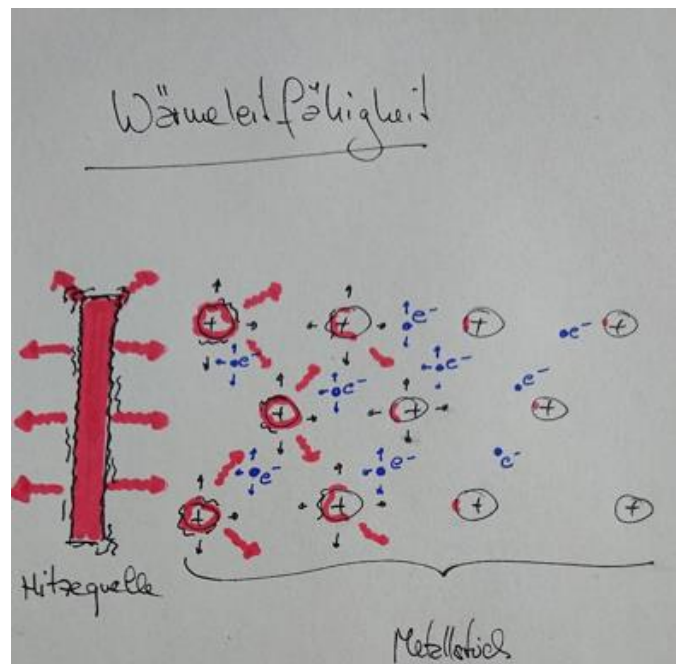 Wärmeleitfähigkeit
+ + + +
e⁻ e⁻ e⁻
e⁻ e⁻
e⁻
+ + +
e⁻ e⁻ e⁻
+ + + +
Hitzequelle
Metallstück